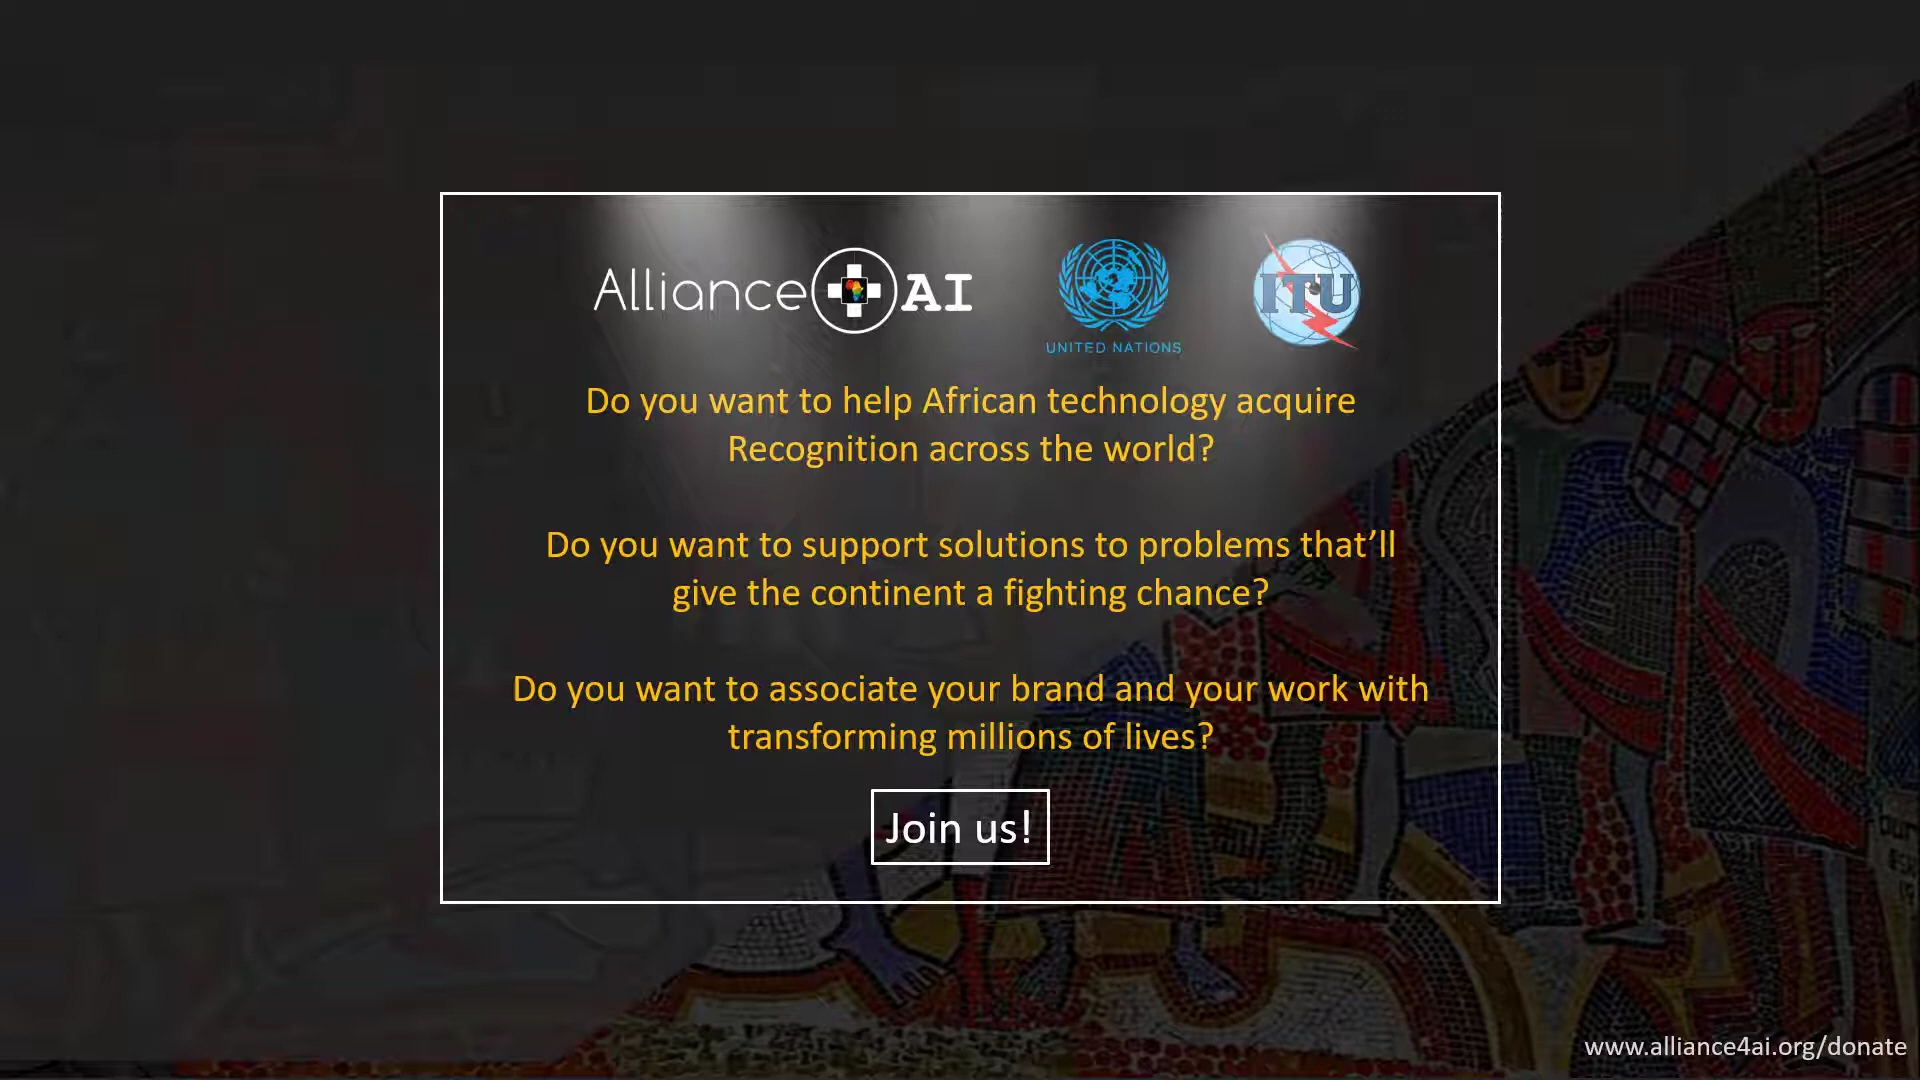 Alliance AI
UNITED NATIONS
ITU
Do you want to help African technology acquire
Recognition across the world?
Do you want to support solutions to problems that’ll
give the continent a fighting chance?
Do you want to associate your brand and your work with
transforming millions of lives?
Join us!
www.alliance4ai.org/donate